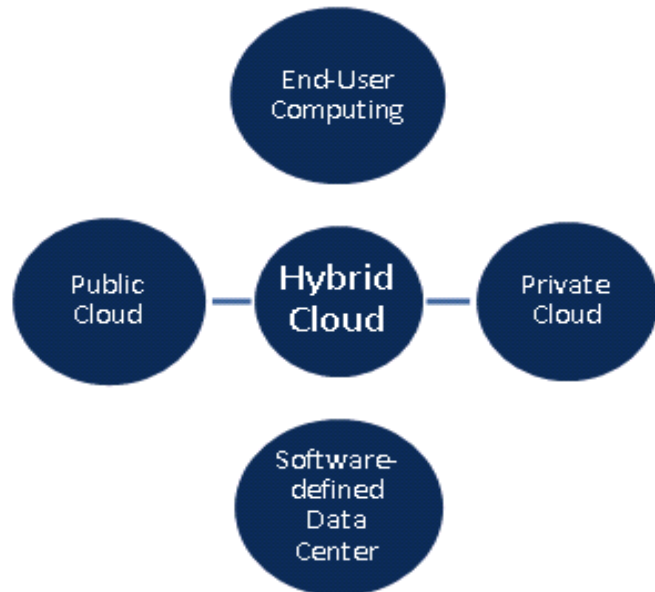 End-User
Computing
Public
Cloud
Hybrid
Cloud
Private
Cloud
Software-
defined
Data
Center